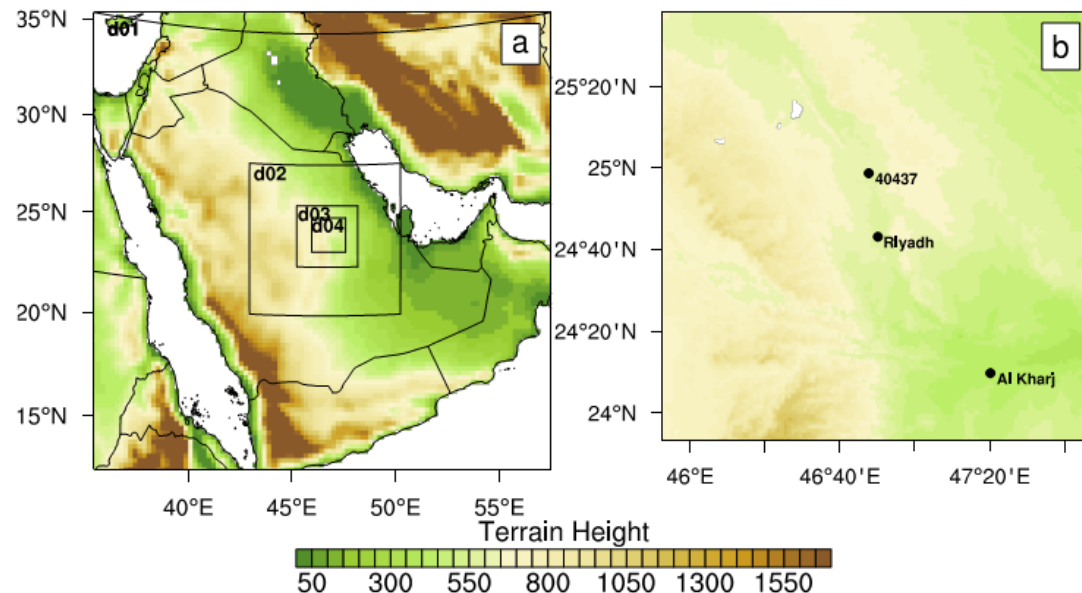 35°N
30°N
25°N
20°N
15°N
40°E
45°E
50°E
55°E
d01
a
d02
d03
d04
25°20'N
25°N
24°40'N
24°20'N
24°N
46°E
46°40'E
47°20'E
b
40437
RIyadh
Al Kharj
Terrain Height
50 300 550 800 1050 1300 1550